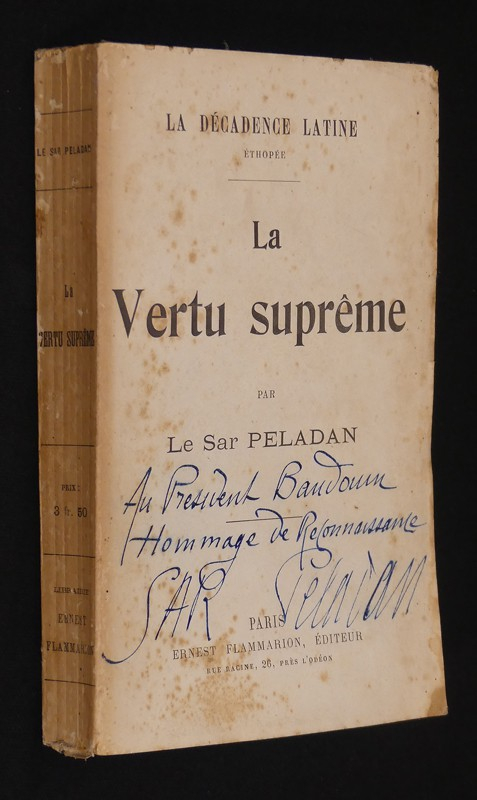 LE SAR PELADAN
La
VERTU SUPRÊME
PRIX :
3 fr. 50
ERNEST
FLAMMARION
LA DÉCADENCE LATINE
ÉTHOPÉE
La
Vertu suprême
PAR
Le Sar PELADAN
Au President Baudouin
Hommage de Reconnaissance
SAR Peladan
PARIS
ERNEST FLAMMARION, ÉDITEUR
RUE RACINE, 26, PRÈS L'ODÉON